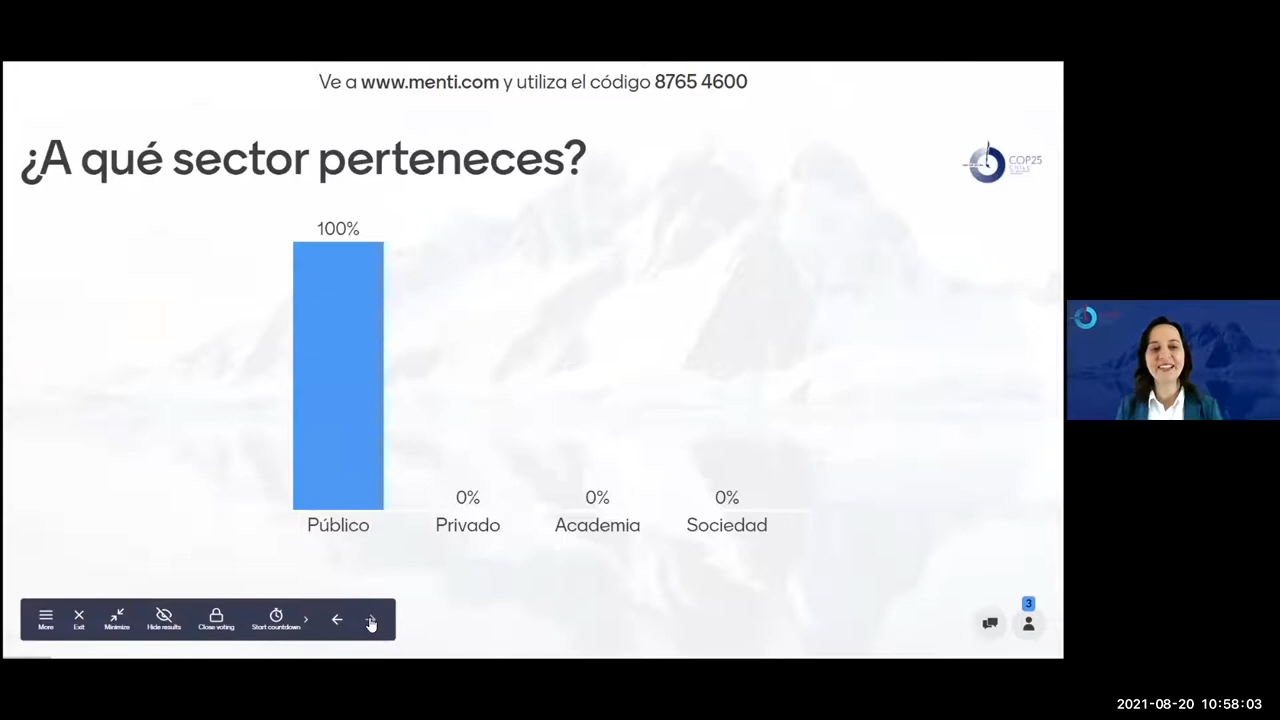 Ve a www.menti.com y utiliza el código 8765 4600
¿A qué sector perteneces?
COP25
CHILE
100%
0%
0%
0%
Público
Privado
Academia
Sociedad
More
Exit
Minimize
Hide results
Close voting
Start countdown
3
2021-08-20 10:58:03